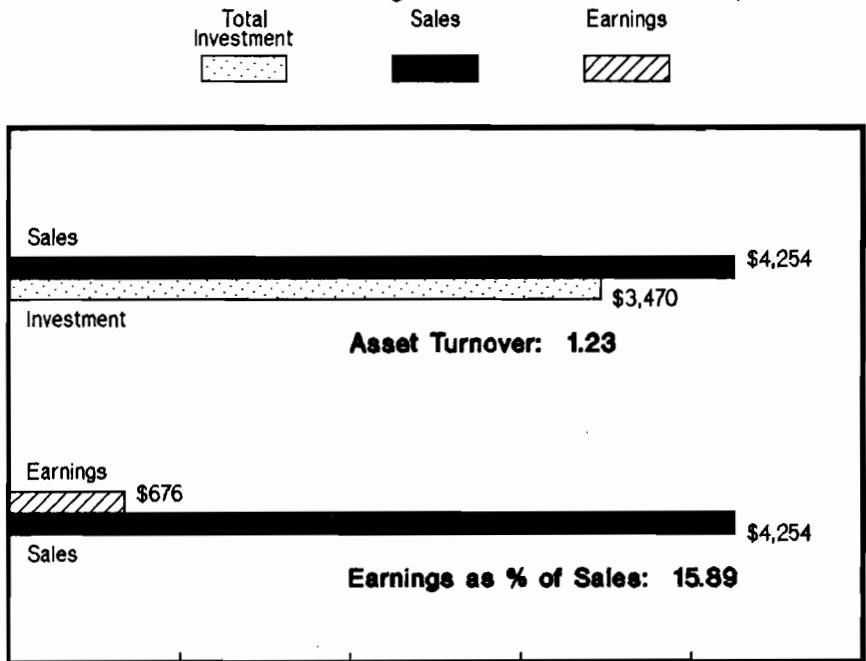 Total Sales Earnings
Investment
Sales
$4,254
$3,470
Investment
Asset Turnover: 1.23
Earnings
$676
$4,254
Sales
Earnings as % of Sales: 15.89